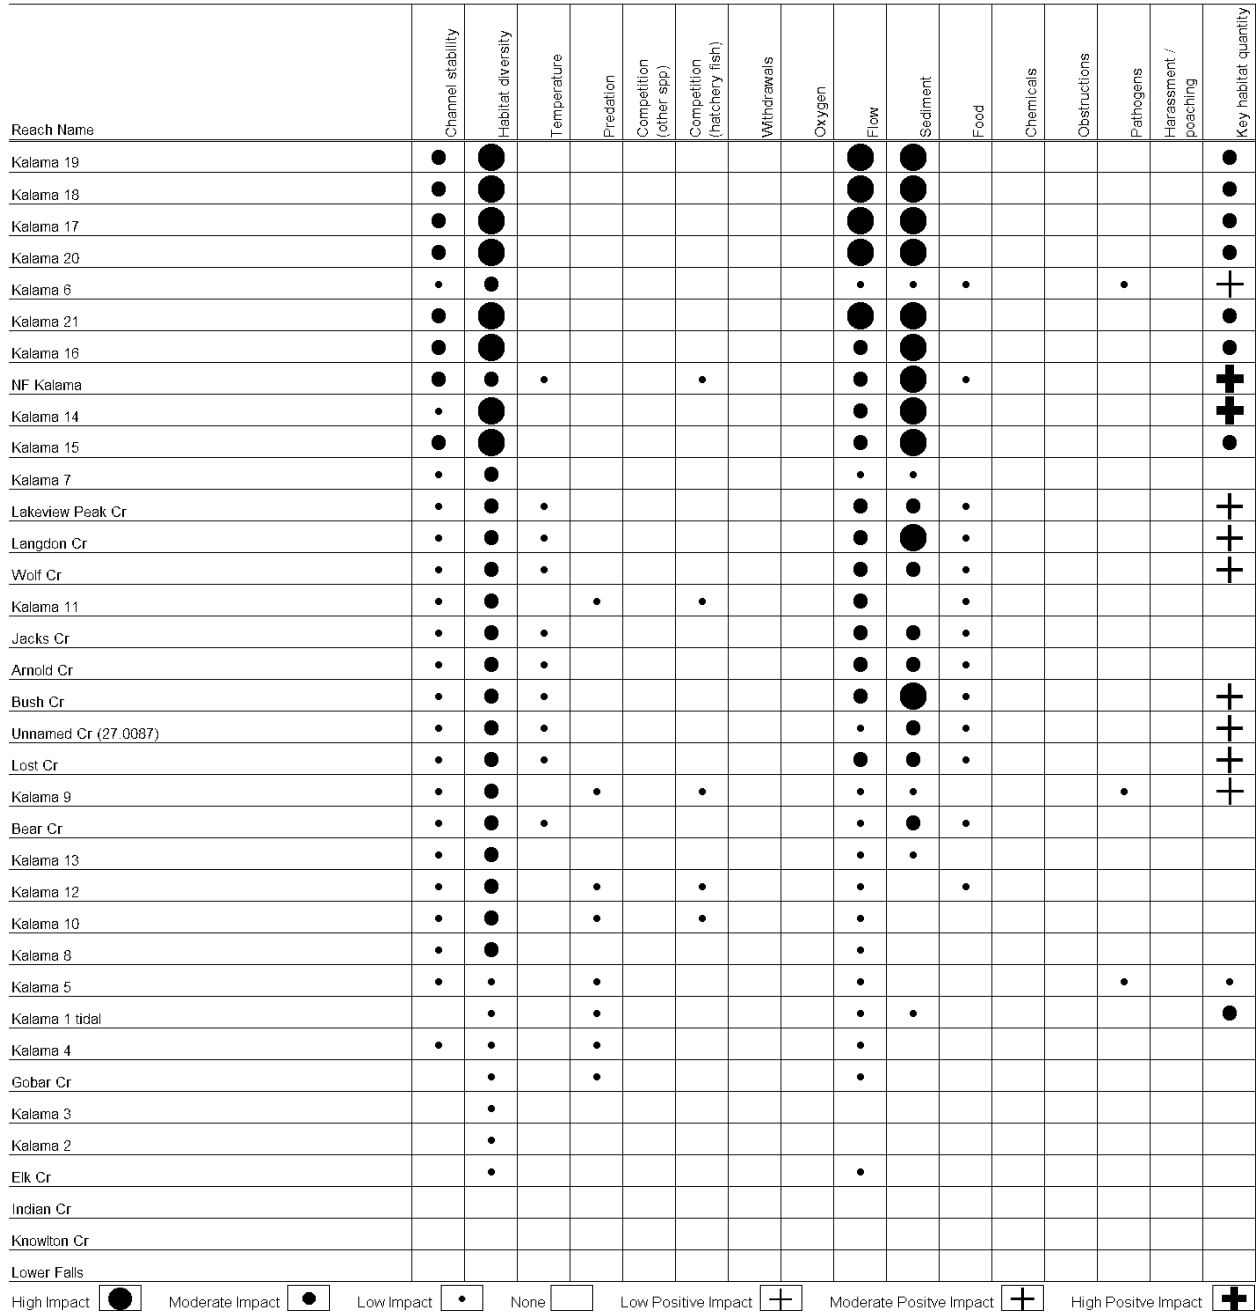 Reach Name
Channel stability
Habitat diversity
Temperature
Predation
Competition
(other spp)
Competition
(hatchery fish)
Withdrawals
Oxygen
Flow
Sediment
Food
Chemicals
Obstructions
Pathogens
Harassment /
poaching
Key habitat quantity
Kalama 19
Kalama 18
Kalama 17
Kalama 20
Kalama 6
Kalama 21
Kalama 16
NF Kalama
Kalama 14
Kalama 15
Kalama 7
Lakeview Peak Cr
Langdon Cr
Wolf Cr
Kalama 11
Jacks Cr
Arnold Cr
Bush Cr
Unnamed Cr (27.0087)
Lost Cr
Kalama 9
Bear Cr
Kalama 13
Kalama 12
Kalama 10
Kalama 8
Kalama 5
Kalama 1 tidal
Kalama 4
Gobar Cr
Kalama 3
Kalama 2
Elk Cr
Indian Cr
Knowlton Cr
Lower Falls
High Impact Moderate Impact Low Impact None Low Positive Impact Moderate Positve Impact High Positve Impact